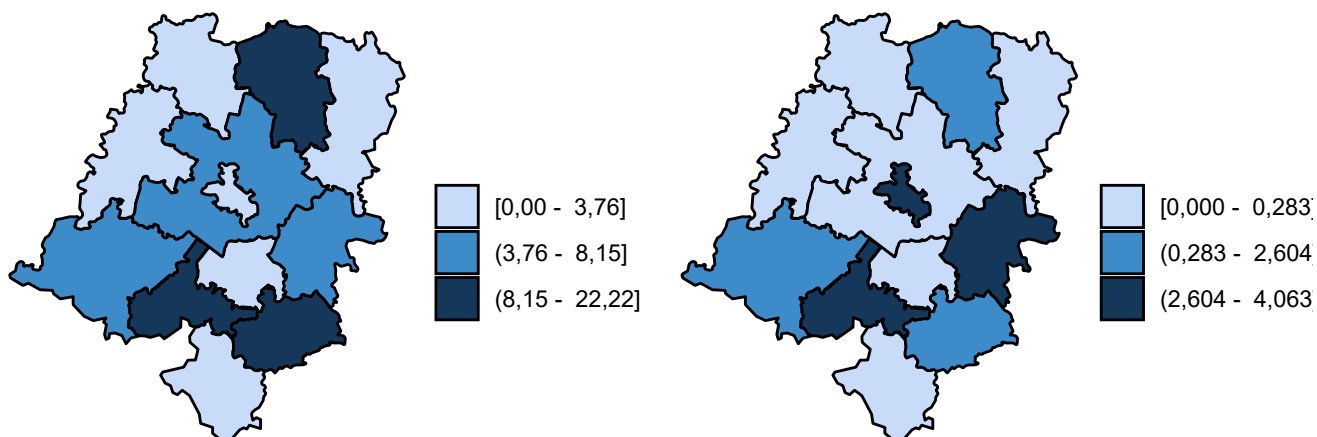 [0,00 - 3,76]
(3,76 - 8,15]
(8,15 - 22,22]
[0,000 - 0,283]
(0,283 - 2,604]
(2,604 - 4,063]